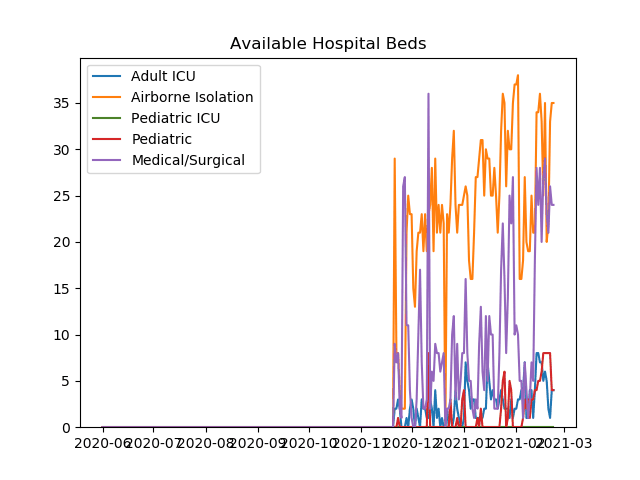 Available Hospital Beds
Adult ICU
Airborne Isolation
Pediatric ICU
Pediatric
Medical/Surgical
35
30
25
20
15
10
5
0
2020-06 2020-07 2020-08 2020-09 2020-10 2020-11 2020-12 2021-01 2021-02 2021-03